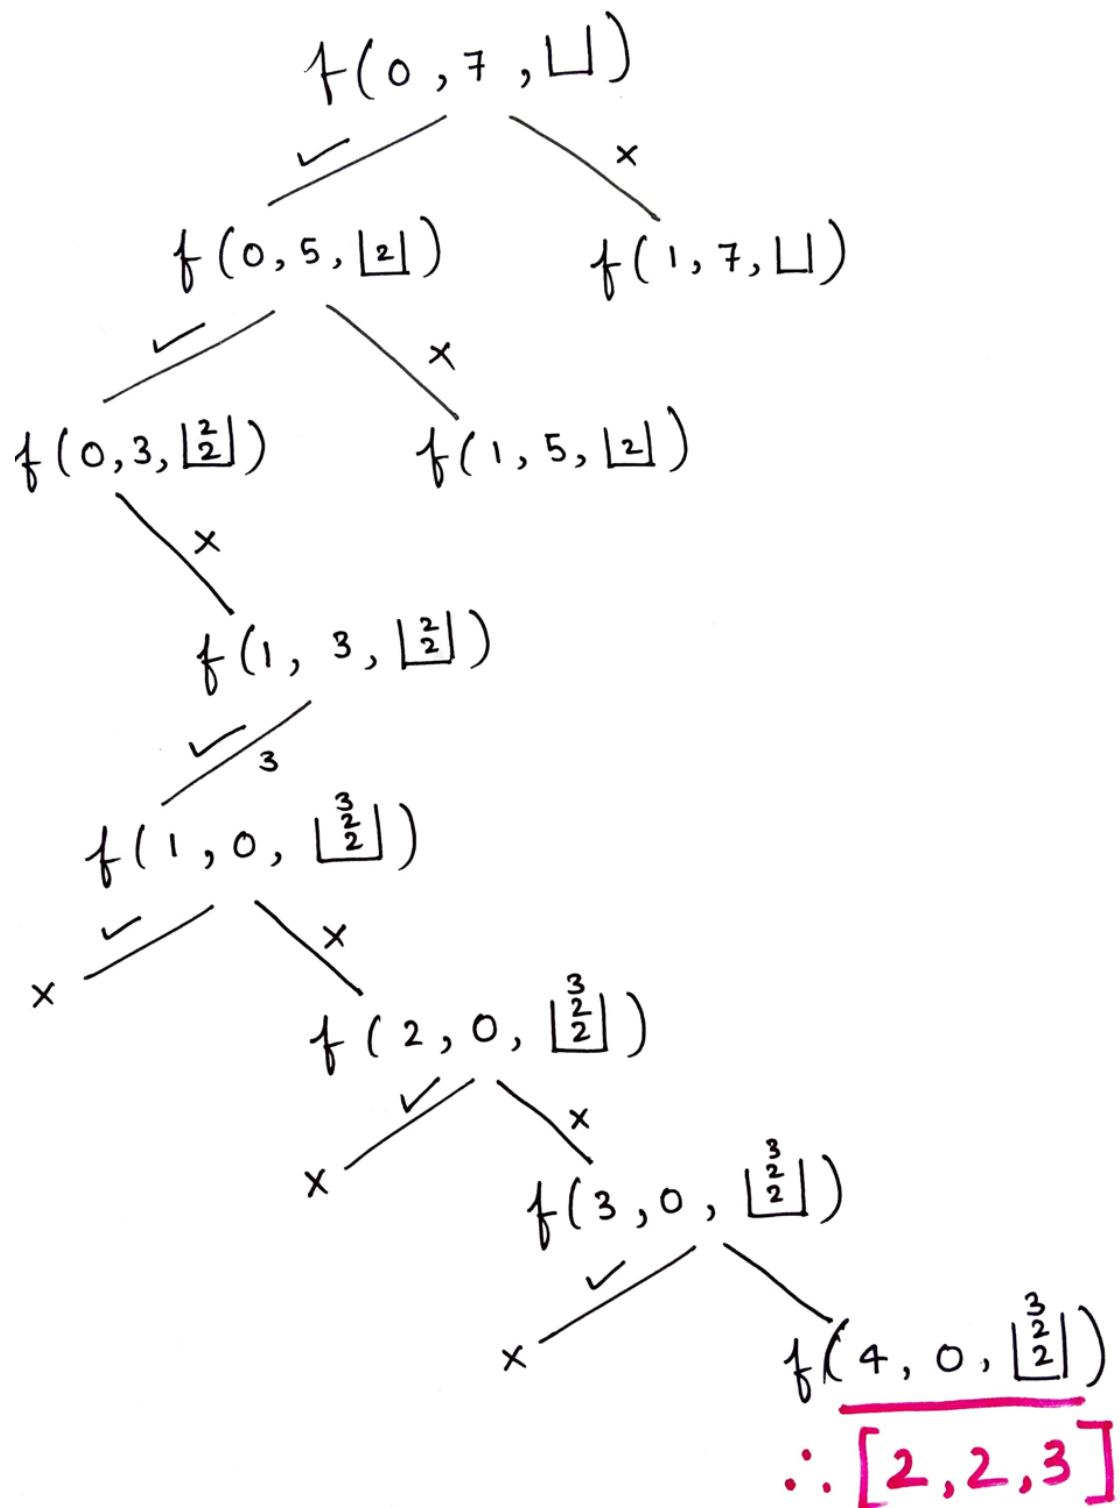 f(0, 7, ⌊⌋)
✓ ×
f(0, 5, ⌊2⌋) f(1, 7, ⌊⌋)
✓ ×
f(0, 3, ⌊2 2⌋) f(1, 5, ⌊2⌋)
×
f(1, 3, ⌊2 2⌋)
✓ 3
f(1, 0, ⌊3 2 2⌋)
✓ ×
×
f(2, 0, ⌊3 2 2⌋)
✓ ×
×
f(3, 0, ⌊3 2 2⌋)
✓
×
f(4, 0, ⌊3 2 2⌋)
∴ [2, 2, 3]